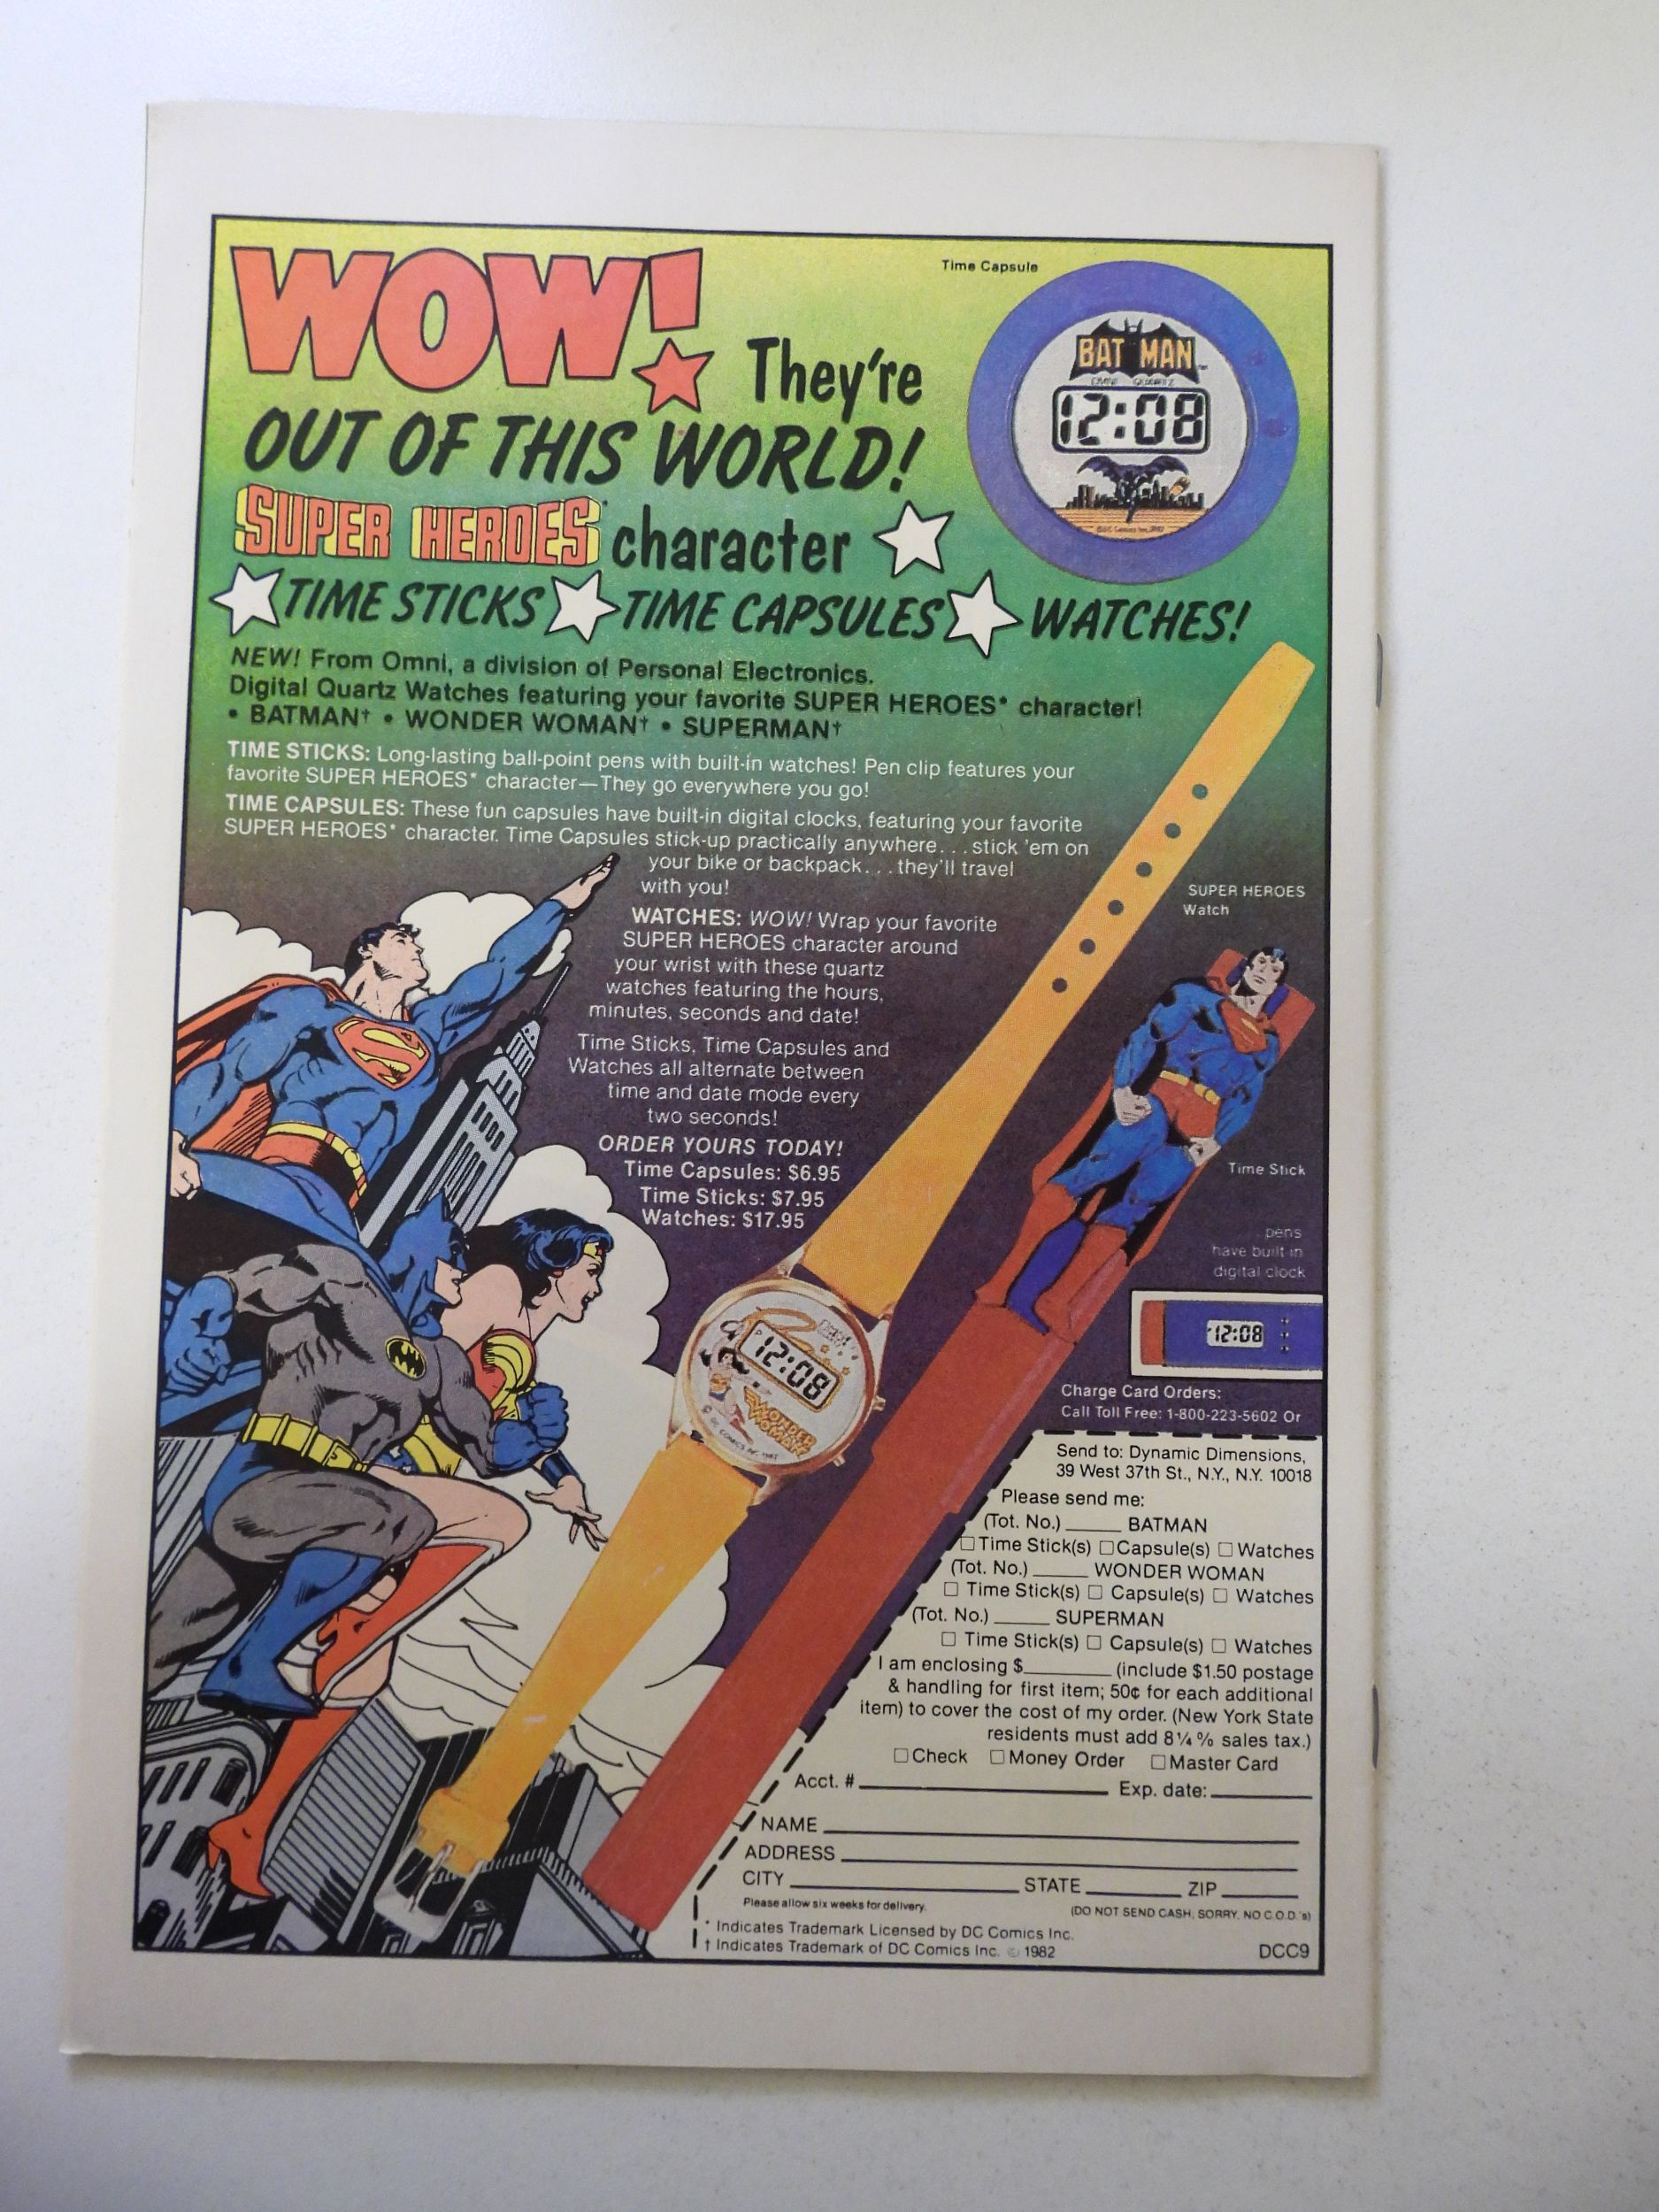 WOW! They're
OUT OF THIS WORLD!
SUPER HEROES* character
TIME STICKS TIME CAPSULES WATCHES!
Time Capsule
BATMAN™
OMNI QUARTZ
12:08
NEW! From Omni, a division of Personal Electronics.
Digital Quartz Watches featuring your favorite SUPER HEROES* character!
• BATMAN† • WONDER WOMAN† • SUPERMAN†
TIME STICKS: Long-lasting ball-point pens with built-in watches! Pen clip features your
favorite SUPER HEROES* character—They go everywhere you go!
TIME CAPSULES: These fun capsules have built-in digital clocks, featuring your favorite
SUPER HEROES* character. Time Capsules stick-up practically anywhere...stick 'em on
your bike or backpack...they'll travel
with you!
WATCHES: WOW! Wrap your favorite
SUPER HEROES character around
your wrist with these quartz
watches featuring the hours,
minutes, seconds and date!
Time Sticks, Time Capsules and
Watches all alternate between
time and date mode every
two seconds!
ORDER YOURS TODAY!
Time Capsules: $6.95
Time Sticks: $7.95
Watches: $17.95
SUPER HEROES
Watch
Time Stick
pens
have built-in
digital clock
12:08
12:08
WONDER
WOMAN
Charge Card Orders:
Call Toll Free: 1-800-223-5602 Or
Send to: Dynamic Dimensions,
39 West 37th St., N.Y., N.Y. 10018
Please send me:
(Tot. No.) ______ BATMAN
☐ Time Stick(s) ☐ Capsule(s) ☐ Watches
(Tot. No.) ______ WONDER WOMAN
☐ Time Stick(s) ☐ Capsule(s) ☐ Watches
(Tot. No.) ______ SUPERMAN
☐ Time Stick(s) ☐ Capsule(s) ☐ Watches
I am enclosing $________ (include $1.50 postage
& handling for first item; 50¢ for each additional
item) to cover the cost of my order. (New York State
residents must add 8¼% sales tax.)
☐ Check ☐ Money Order ☐ Master Card
Acct. # ________ Exp. date: ________
NAME ________
ADDRESS ________
CITY ________ STATE ________ ZIP ________
Please allow six weeks for delivery. (DO NOT SEND CASH, SORRY, NO C.O.D.'s)
* Indicates Trademark Licensed by DC Comics Inc.
† Indicates Trademark of DC Comics Inc. © 1982
DCC9